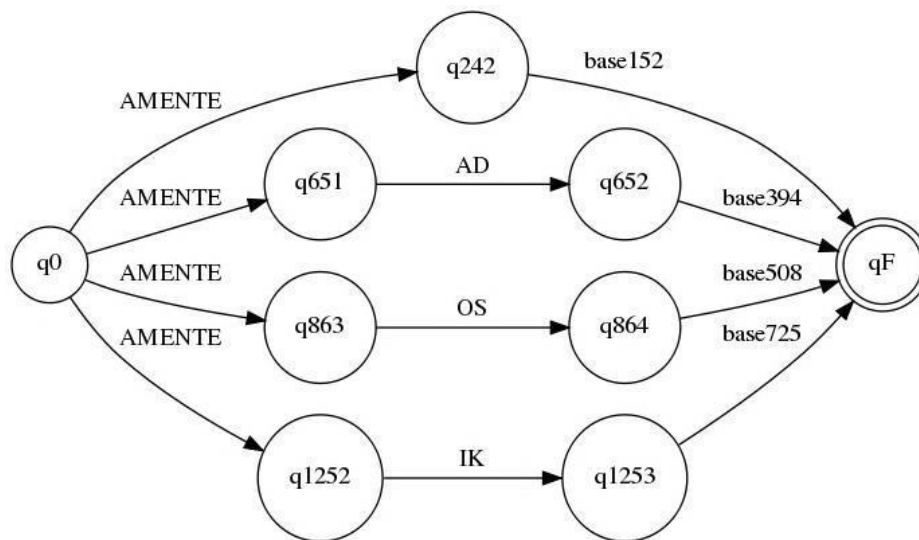 q242
base152
AMENTE
q651
AD
q652
AMENTE
base394
q0
qF
AMENTE
base508
q863
OS
q864
AMENTE
base725
q1252
IK
q1253